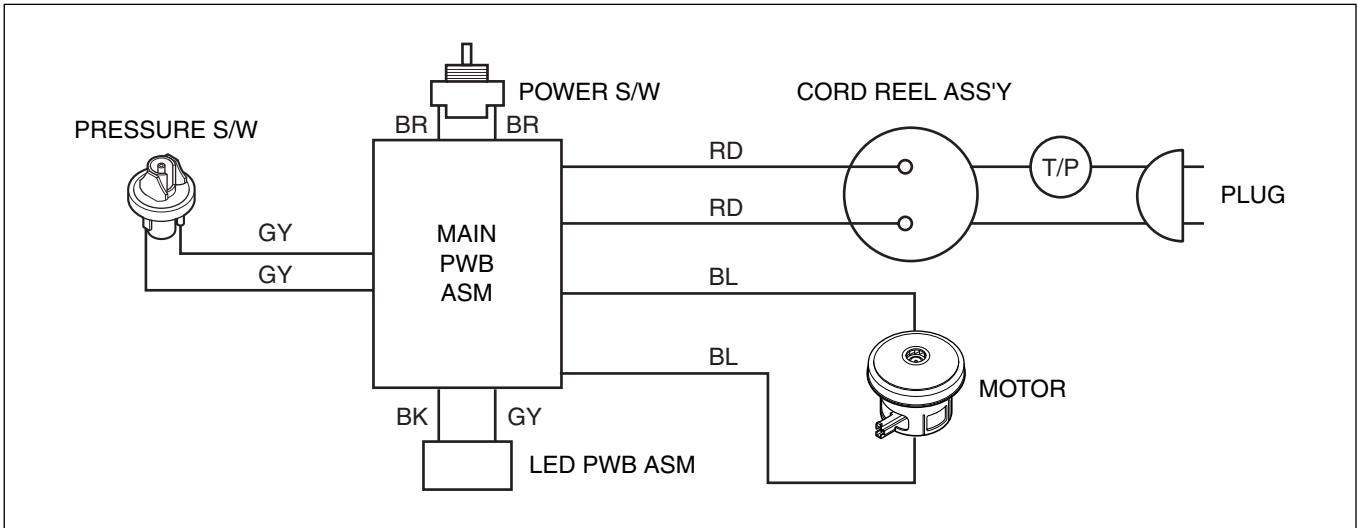 POWER S/W
CORD REEL ASS'Y
PRESSURE S/W
BR
BR
RD
T/P
RD
PLUG
GY
GY
MAIN
PWB
ASM
BL
BL
MOTOR
BK
GY
LED PWB ASM